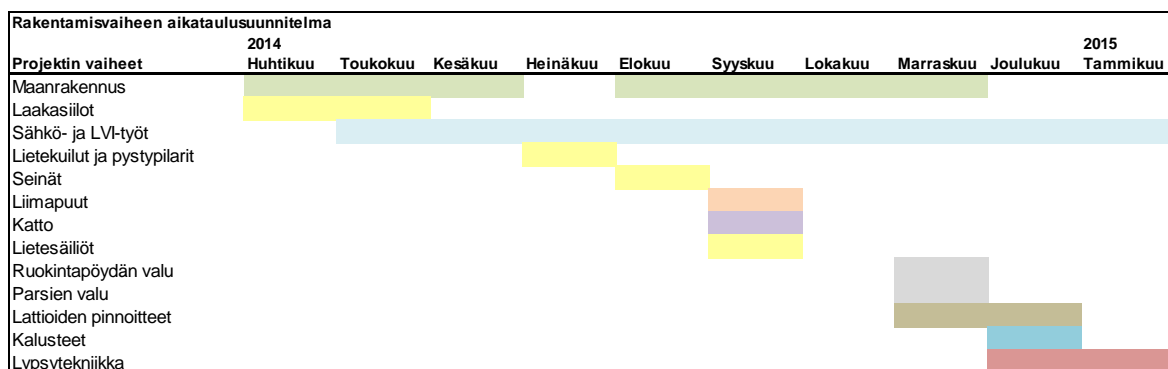 Rakentamisvaiheen aikataulusuunnitelma
2014 2015
Projektin vaiheet Huhtikuu Toukokuu Kesäkuu Heinäkuu Elokuu Syyskuu Lokakuu Marraskuu Joulukuu Tammikuu
Maanrakennus
Laakasiilot
Sähkö- ja LVI-työt
Lietekuilut ja pystypilarit
Seinät
Liimapuut
Katto
Lietesäiliöt
Ruokintapöydän valu
Parsien valu
Lattioiden pinnoitteet
Kalusteet
Lypsytekniikka